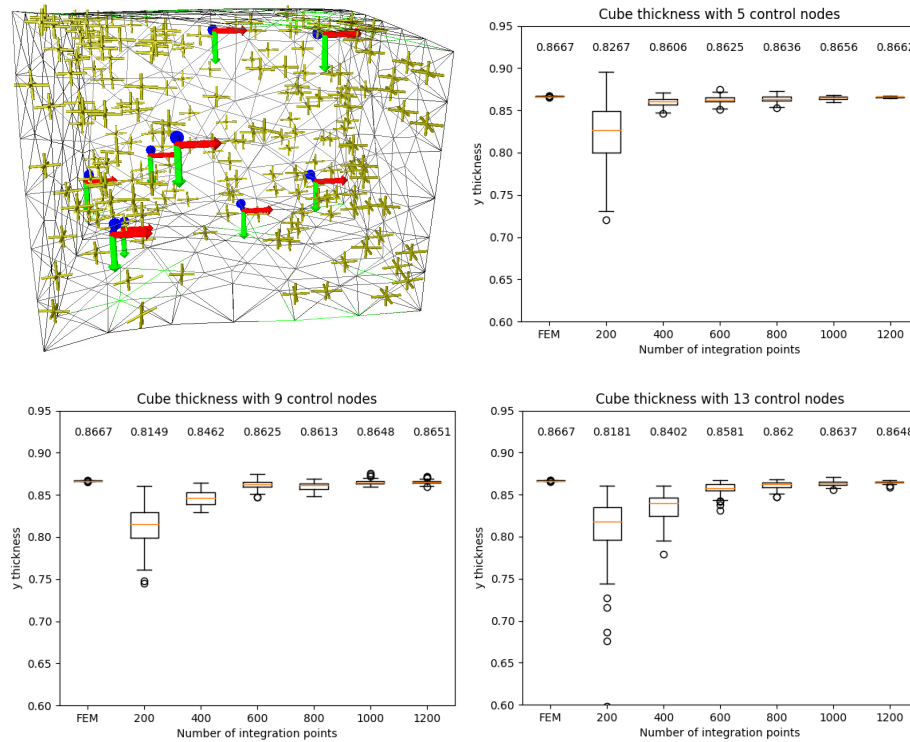 Cube thickness with 5 control nodes
0.8667 0.8267 0.8606 0.8625 0.8636 0.8656 0.8662
0.95
0.90
0.85
0.80
0.75
0.70
0.65
0.60
y thickness
FEM 200 400 600 800 1000 1200
Number of integration points
Cube thickness with 9 control nodes
0.8667 0.8149 0.8462 0.8625 0.8613 0.8648 0.8651
0.95
0.90
0.85
0.80
0.75
0.70
0.65
0.60
y thickness
FEM 200 400 600 800 1000 1200
Number of integration points
Cube thickness with 13 control nodes
0.8667 0.8181 0.8402 0.8581 0.862 0.8637 0.8648
0.95
0.90
0.85
0.80
0.75
0.70
0.65
0.60
y thickness
FEM 200 400 600 800 1000 1200
Number of integration points